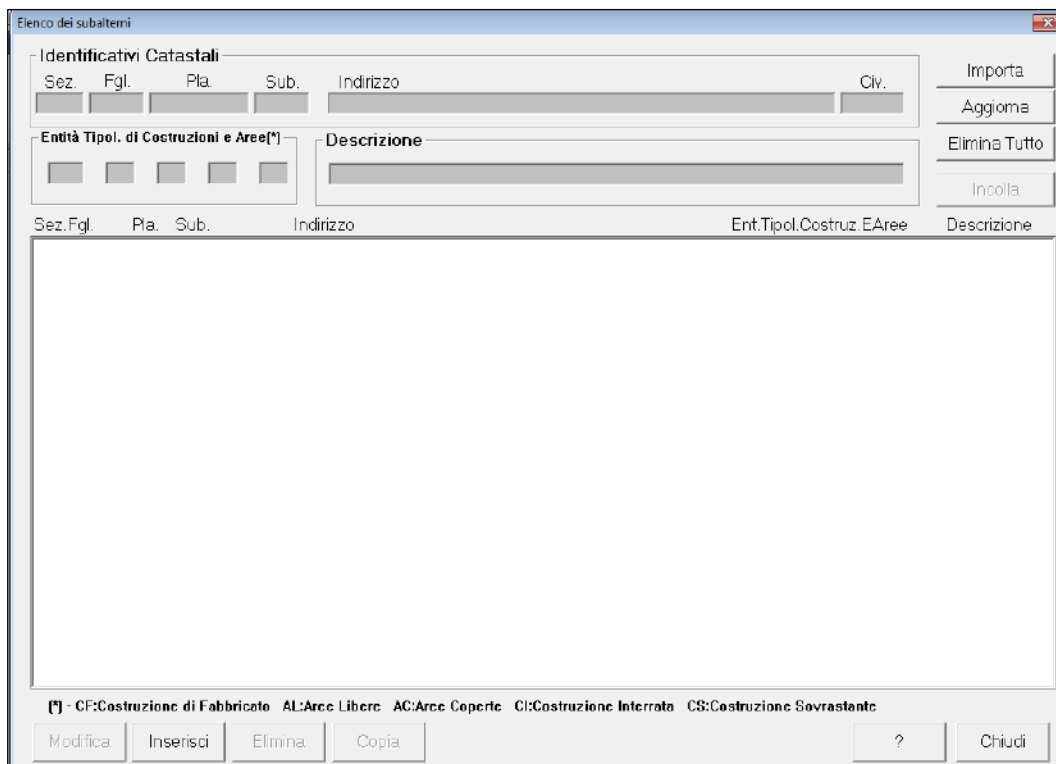 Elenco dei subalterni
Identificativi Catastali
Sez. Fgl. Pla. Sub. Indirizzo Civ.
Importa
Aggiorna
Entità Tipol. di Costruzioni e Aree(*)
Descrizione
Elimina Tutto
Incolla
Sez.Fgl. Pla. Sub. Indirizzo Ent.Tipol.Costruz.EAree Descrizione
(*) - CF:Costruzione di Fabbricato AL:Aree Libere AC:Aree Coperte CI:Costruzione Interrata CS:Costruzione Sovrastante
Modifica Inserisci Elimina Copia ? Chiudi